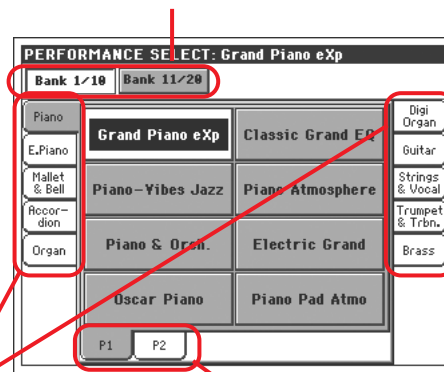 PERFORMANCE SELECT: Grand Piano eXp
Bank 1/10 Bank 11/20
Piano
E.Piano
Mallet
& Bell
Accor-
dion
Organ
Grand Piano eXp Classic Grand EQ
Piano-Vibes Jazz Piano Atmosphere
Piano & Orch. Electric Grand
Oscar Piano Piano Pad Atmo
Digi
Organ
Guitar
Strings
& Vocal
Trumpet
& Trbn.
Brass
P1 P2